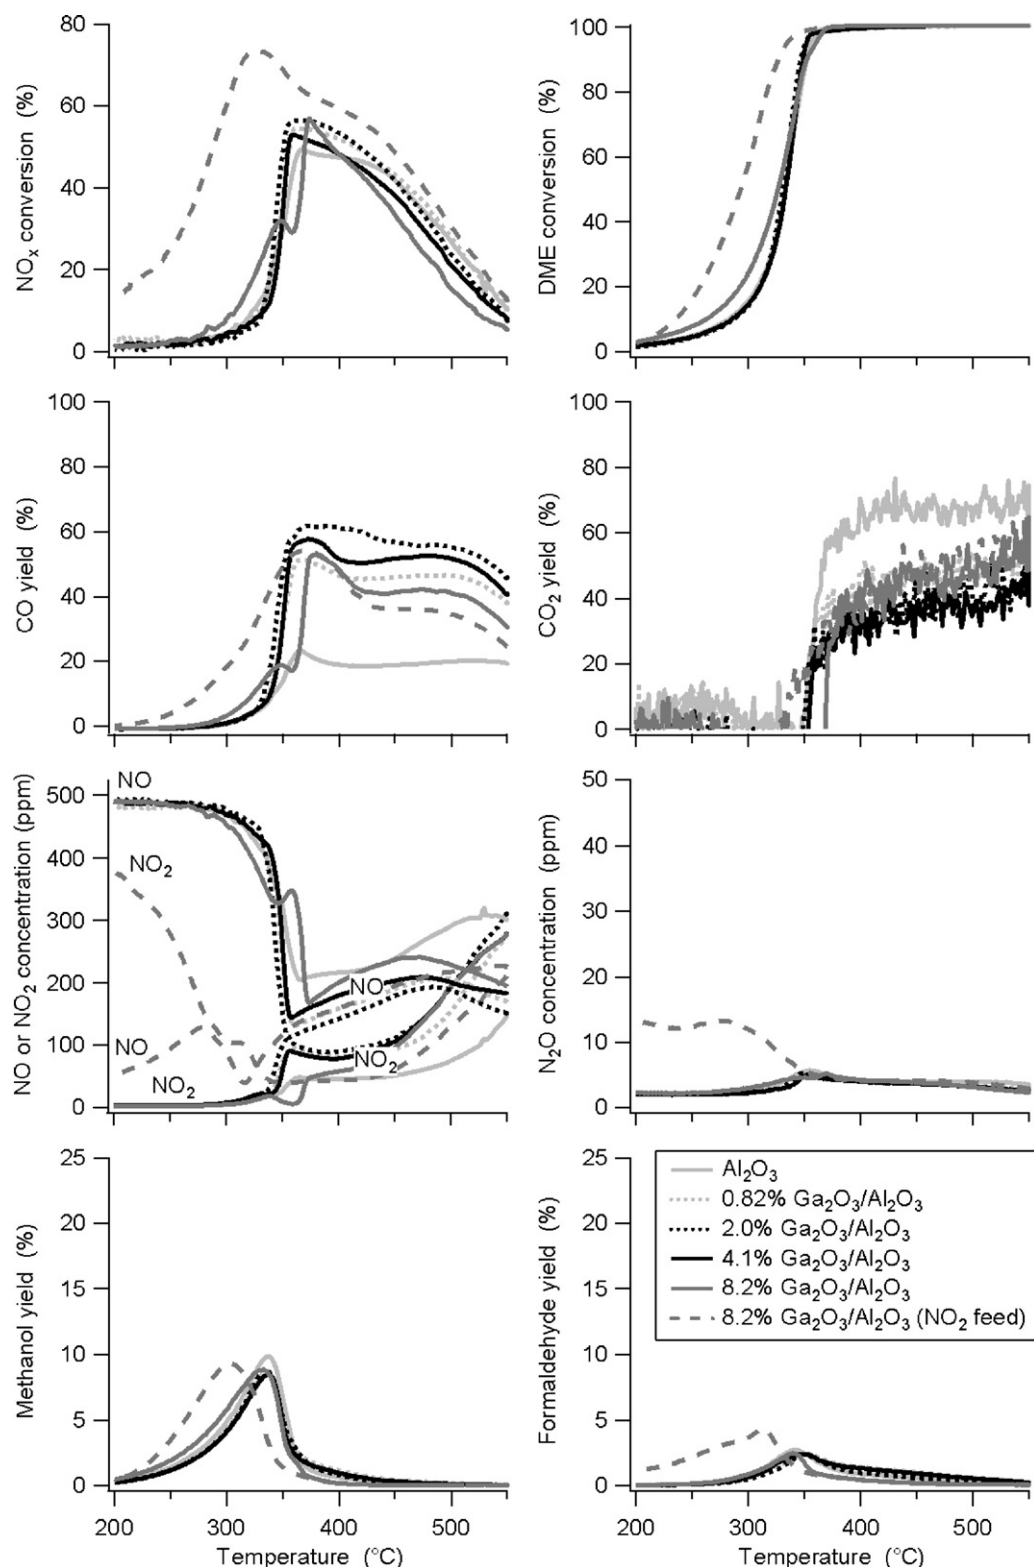 80
60
40
20
0
NOx conversion (%)
100
80
60
40
20
0
DME conversion (%)
100
80
60
40
20
0
CO yield (%)
100
80
60
40
20
0
CO2 yield (%)
500
400
300
200
100
0
NO or NO2 concentration (ppm)
NO
NO2
NO
NO
NO2
NO2
50
40
30
20
10
0
N2O concentration (ppm)
25
20
15
10
5
0
Methanol yield (%)
200 300 400 500
Temperature (°C)
25
20
15
10
5
0
Formaldehyde yield (%)
Al2O3
0.82% Ga2O3/Al2O3
2.0% Ga2O3/Al2O3
4.1% Ga2O3/Al2O3
8.2% Ga2O3/Al2O3
8.2% Ga2O3/Al2O3 (NO2 feed)
200 300 400 500
Temperature (°C)